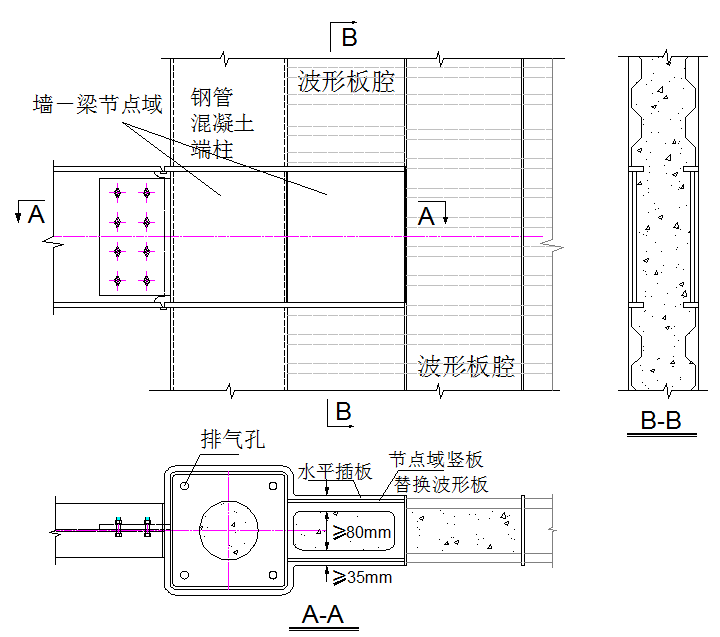 B
波形板腔
墙－梁节点域
钢管
混凝土
端柱
A
A
波形板腔
B
B-B
排气孔
水平插板
节点域竖板
替换波形板
≥80mm
≥35mm
A-A